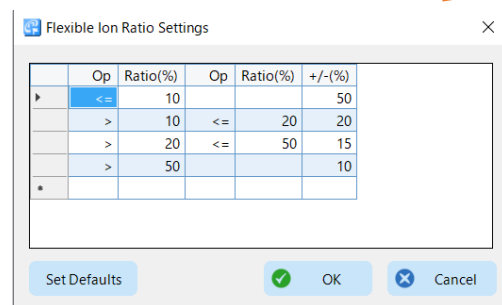 Flexible Ion Ratio Settings
Op Ratio(%) Op Ratio(%) +/-(%)
<= 10 50
> 10 <= 20 20
> 20 <= 50 15
> 50 10
Set Defaults OK Cancel